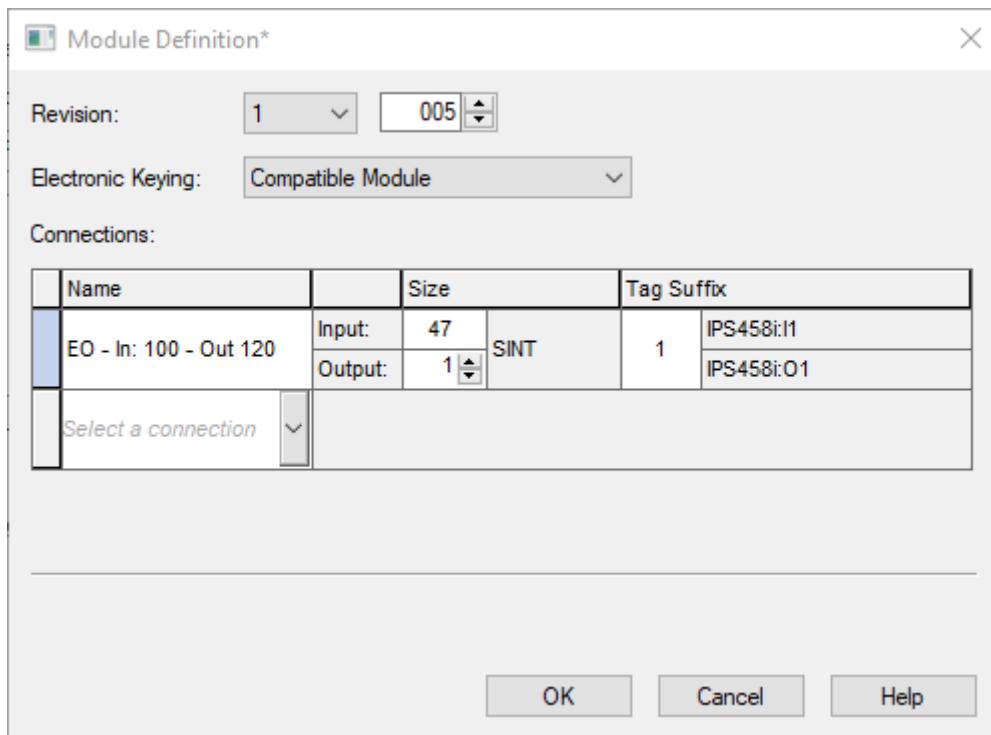 Module Definition*
Revision: 1 005
Electronic Keying: Compatible Module
Connections:
Name Size Tag Suffix
EO - In: 100 - Out 120 Input: 47 SINT 1 IPS458i:I1
Output: 1 IPS458i:O1
Select a connection
OK Cancel Help